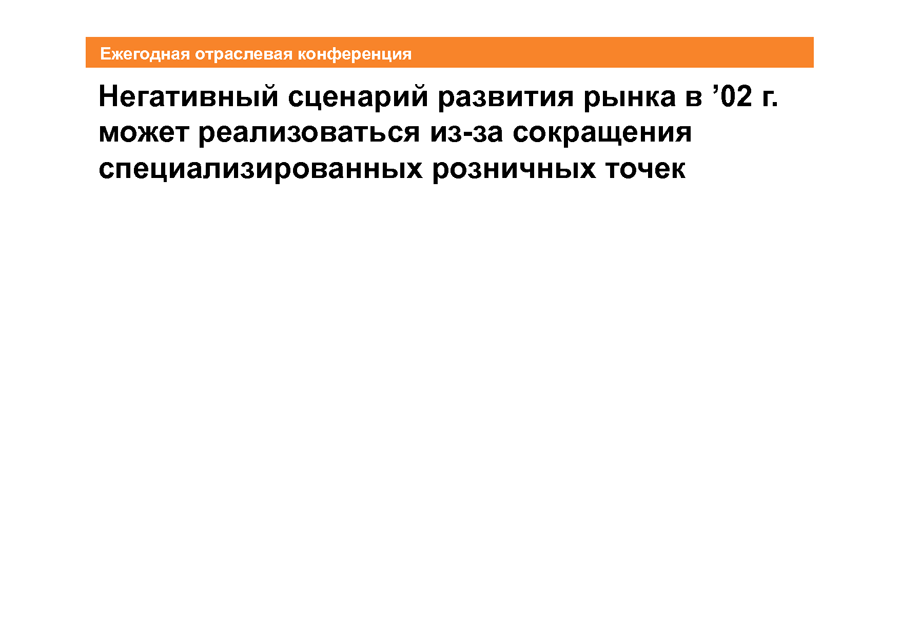 Ежегодная отраслевая конференция
Негативный сценарий развития рынка в ’02 г.
может реализоваться из-за сокращения
специализированных розничных точек